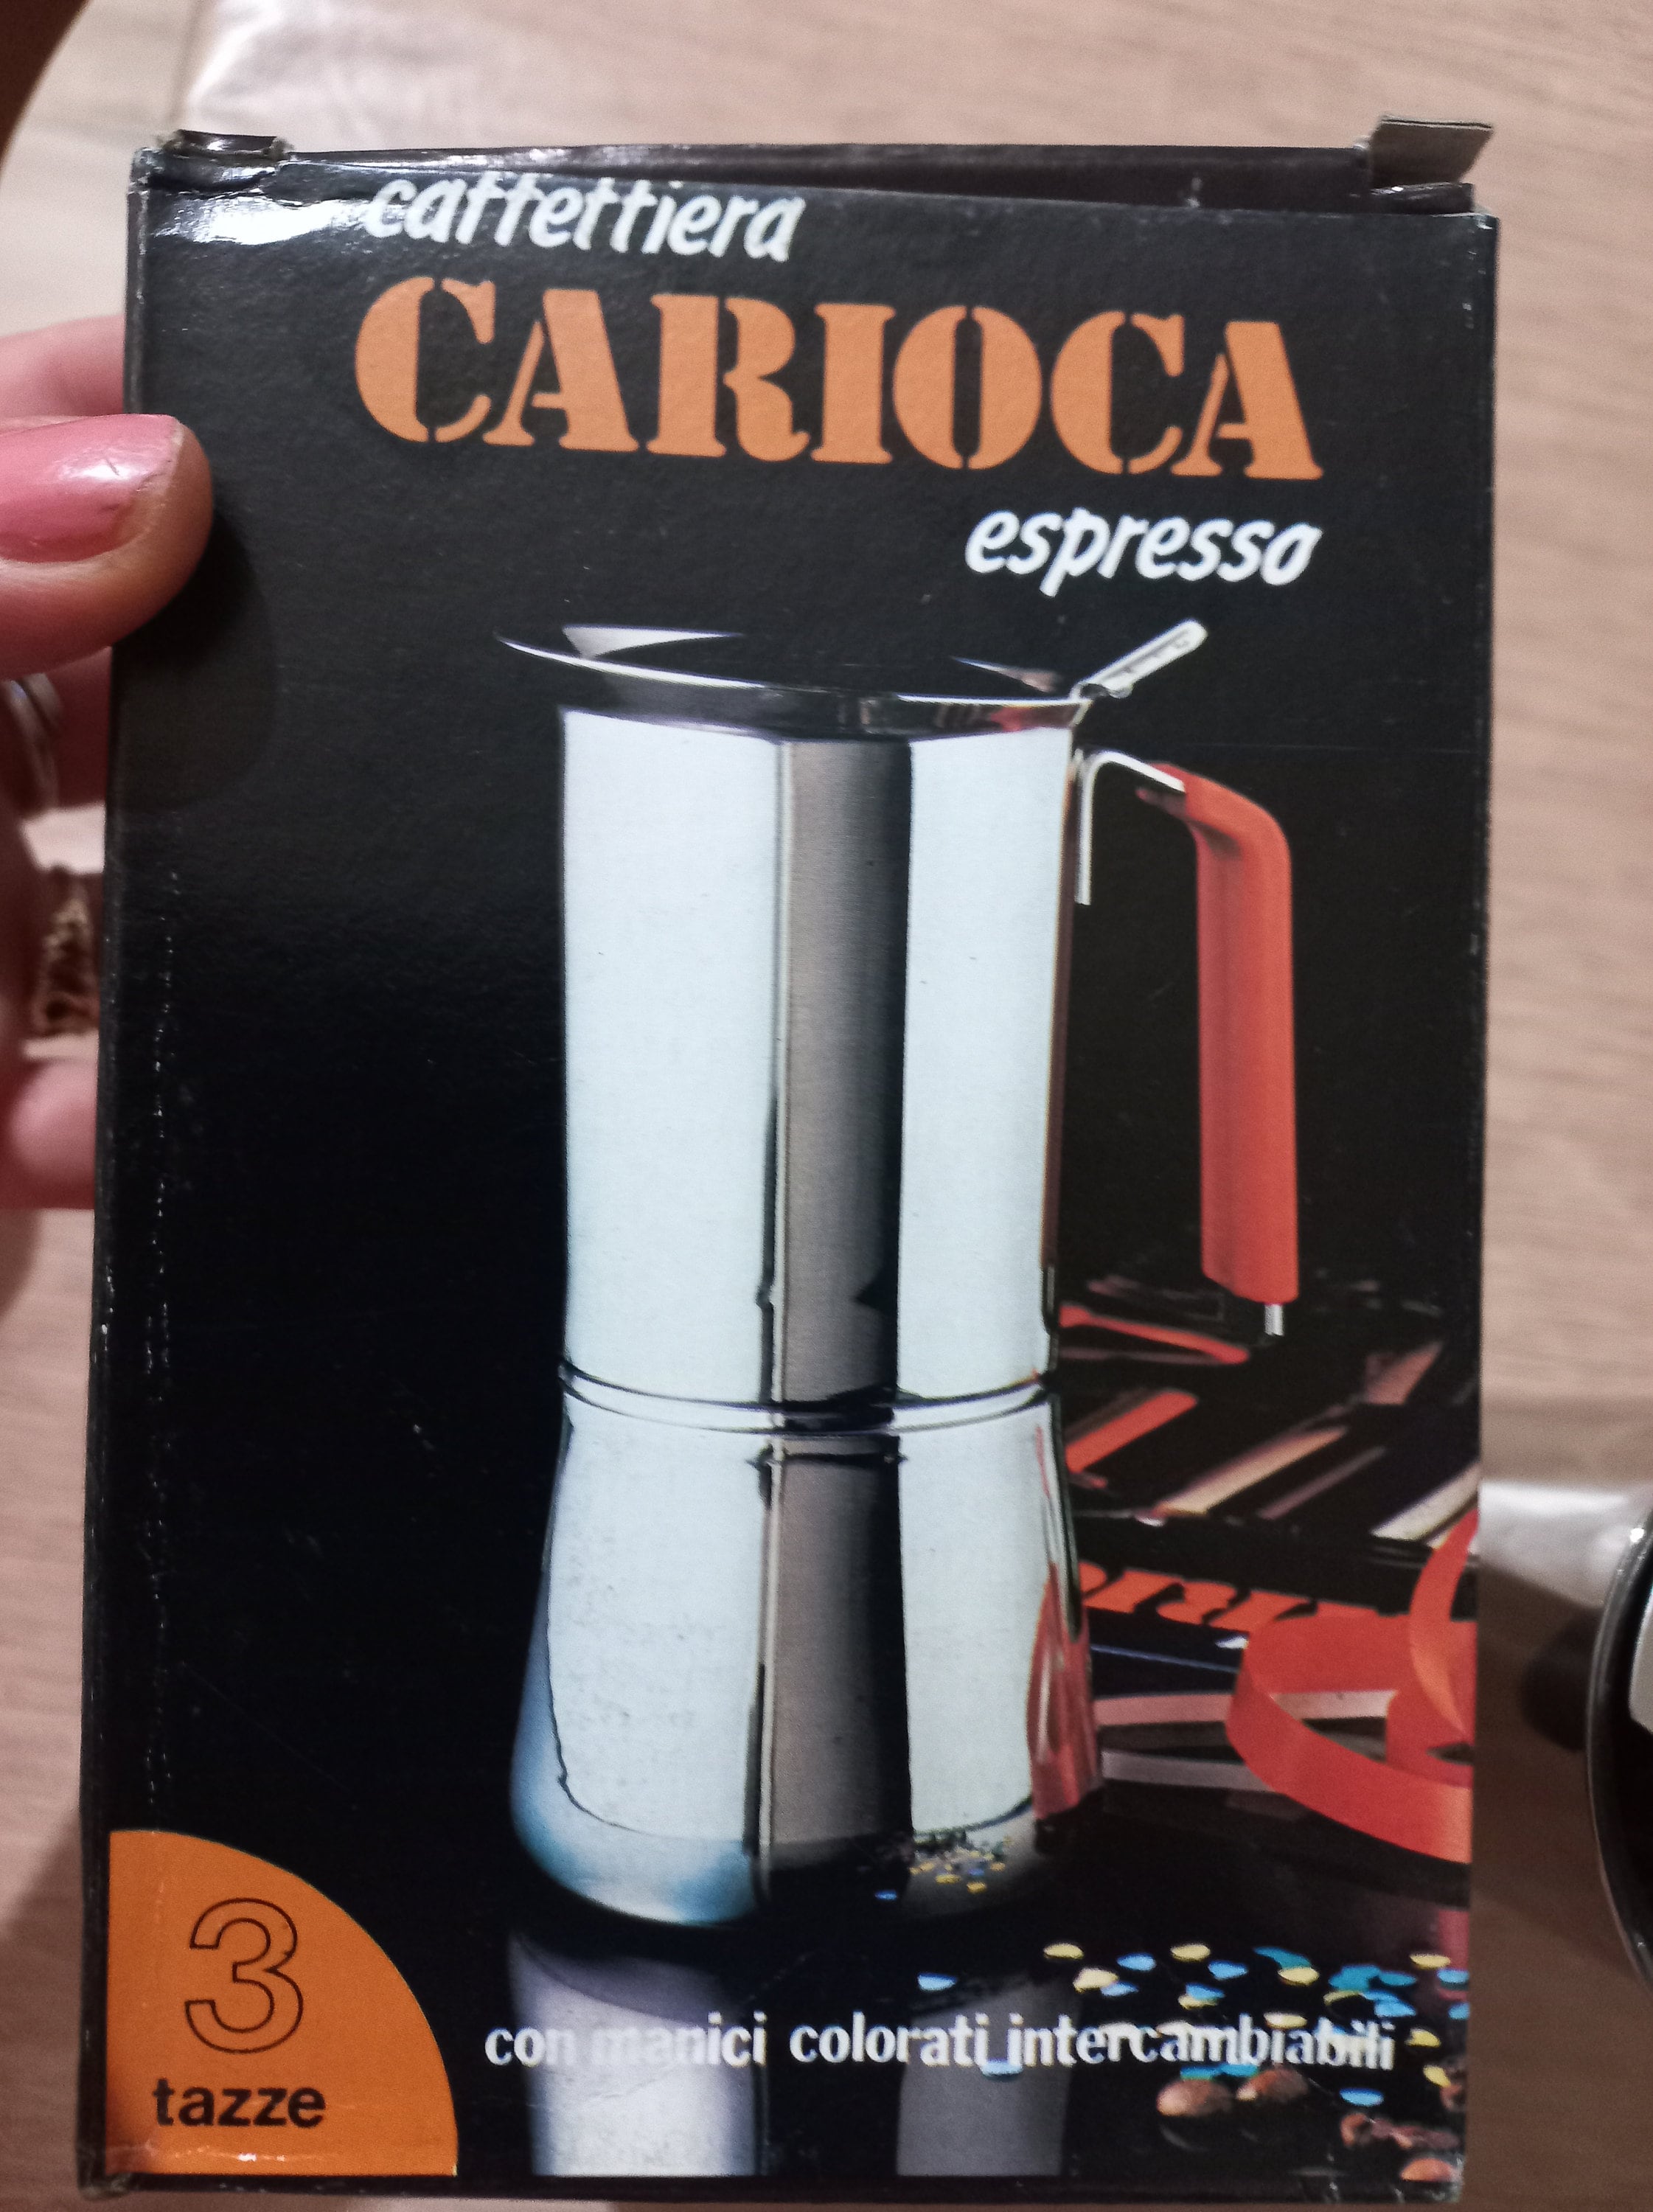 caffettiera
CARIOCA
espresso
3
tazze
con manici colorati intercambiabili